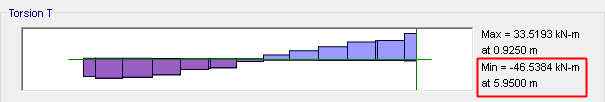 Torsion T
Max = 33.5193 kN-m
at 0.9250 m
Min = -46.5384 kN-m
at 5.9500 m